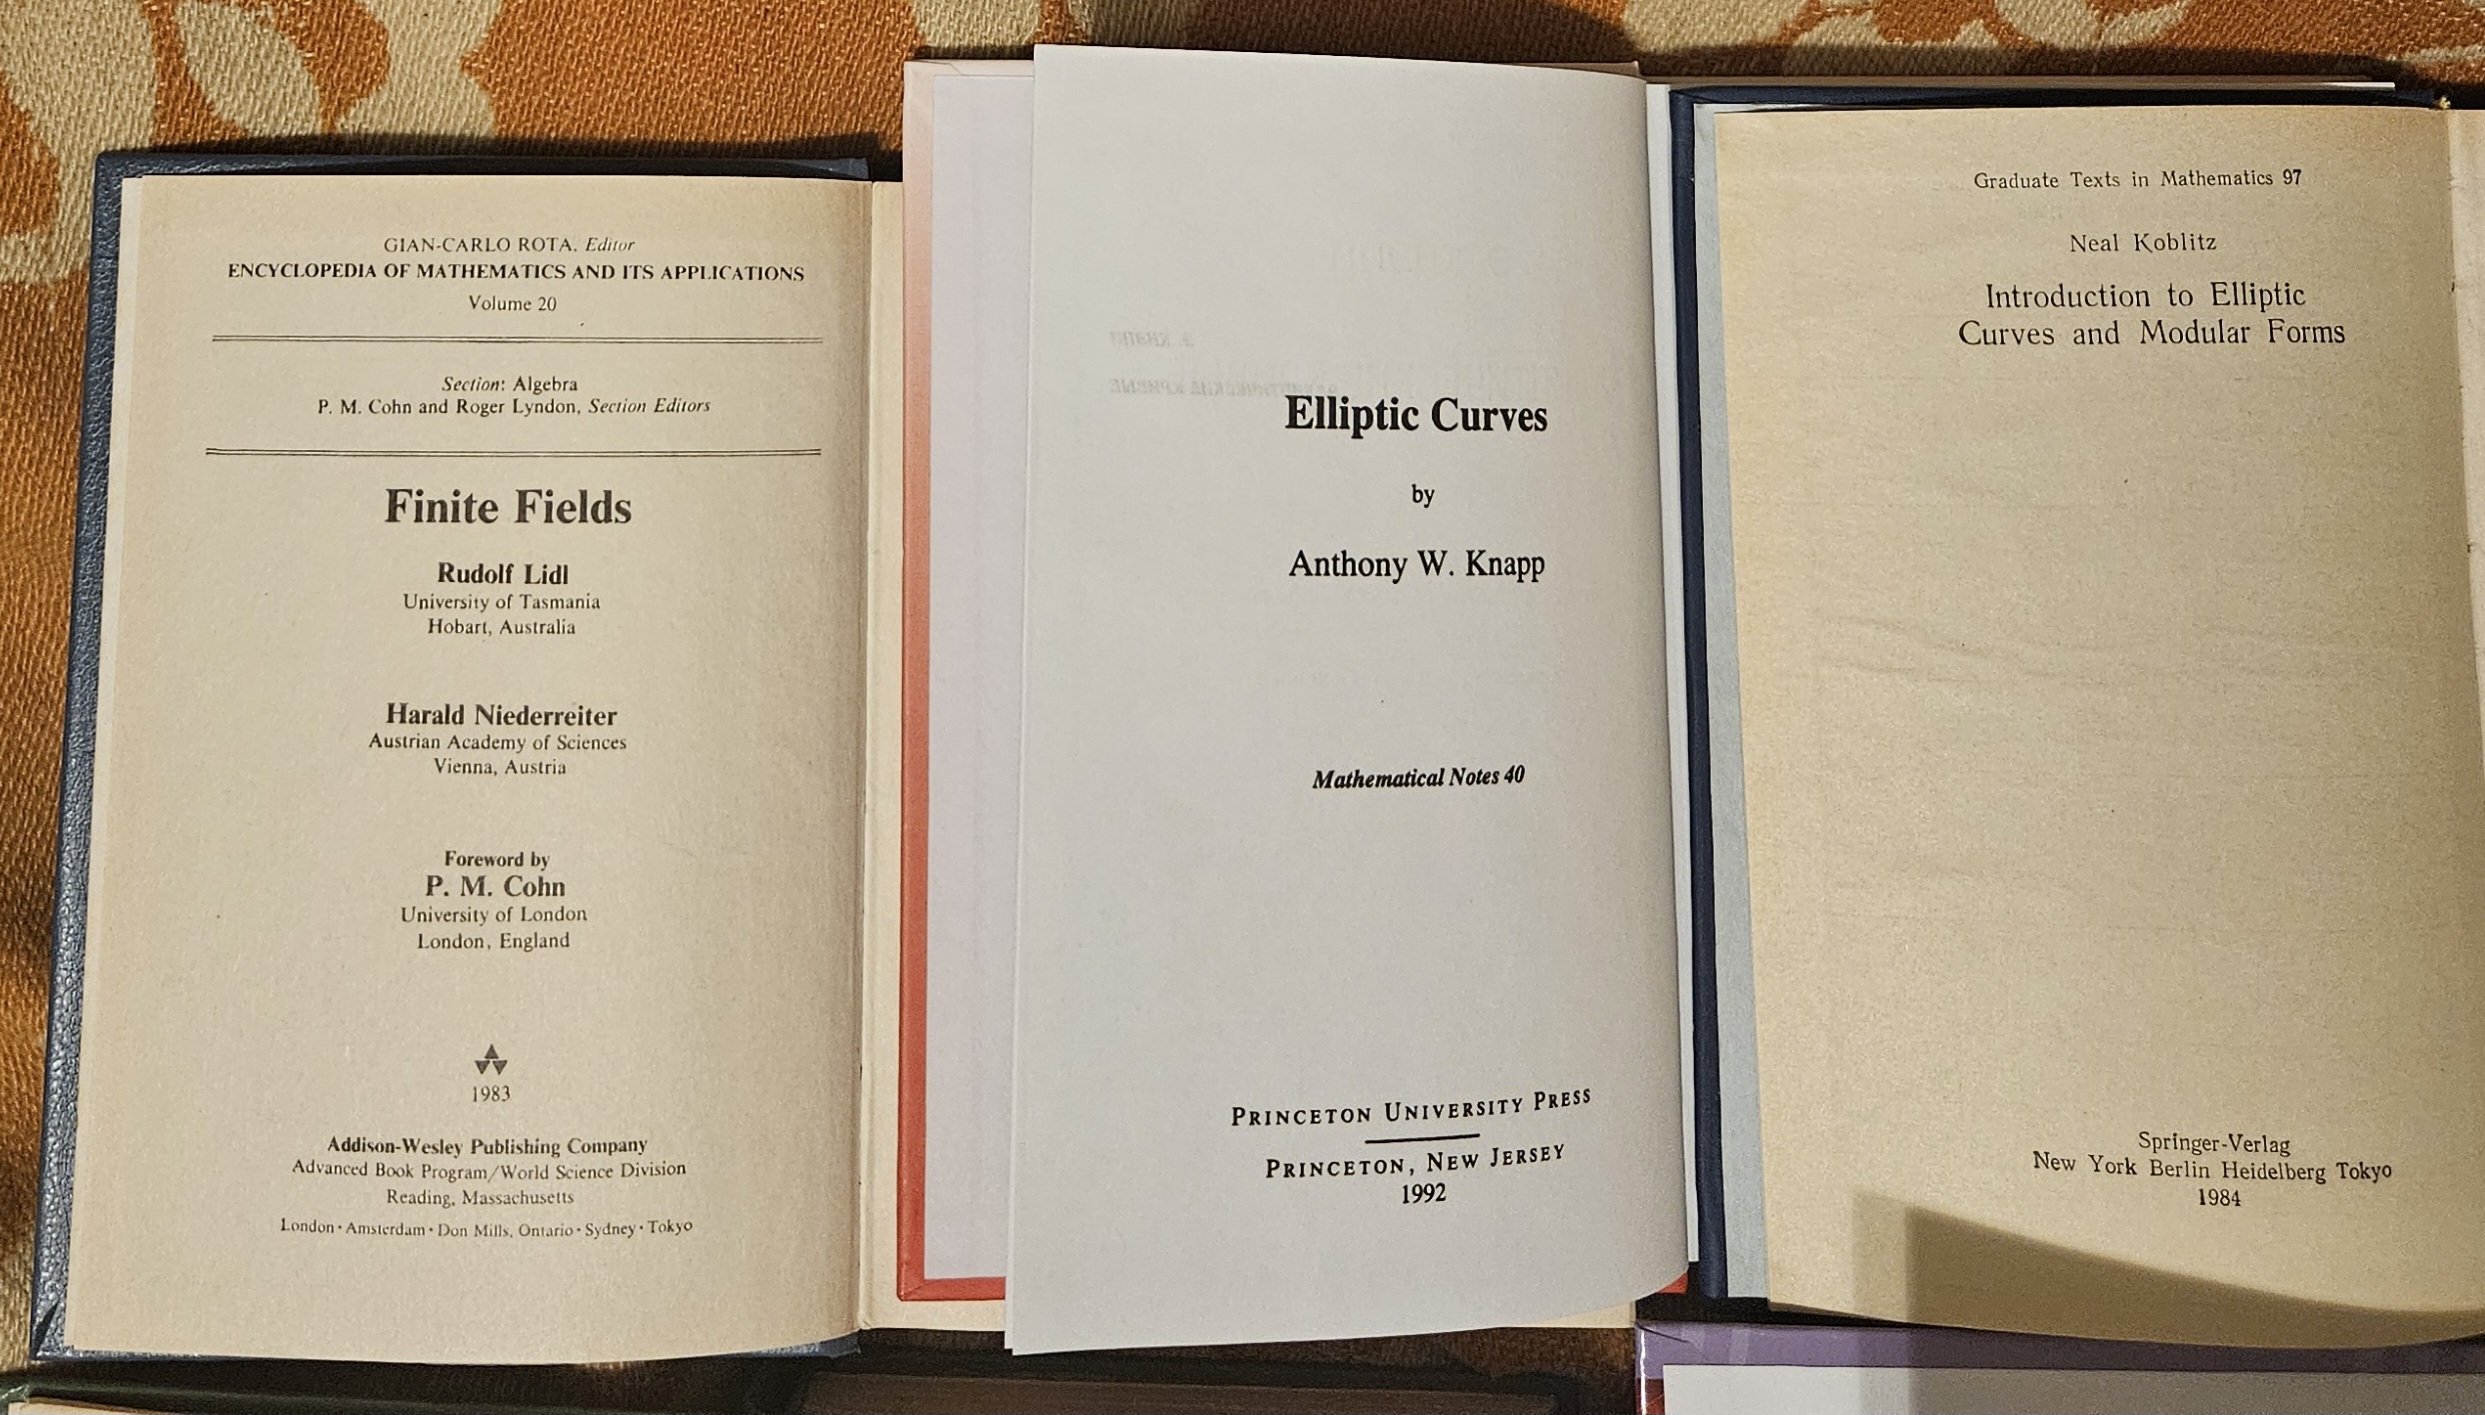 GIAN-CARLO ROTA, Editor
ENCYCLOPEDIA OF MATHEMATICS AND ITS APPLICATIONS
Volume 20
Section: Algebra
P. M. Cohn and Roger Lyndon, Section Editors
Finite Fields
Rudolf Lidl
University of Tasmania
Hobart, Australia
Harald Niederreiter
Austrian Academy of Sciences
Vienna, Austria
Foreword by
P. M. Cohn
University of London
London, England
1983
Addison-Wesley Publishing Company
Advanced Book Program/World Science Division
Reading, Massachusetts
London · Amsterdam · Don Mills, Ontario · Sydney · Tokyo
Э. КНЭПП
ЭЛЛИПТИЧЕСКИЕ КРИВЫЕ
Elliptic Curves
by
Anthony W. Knapp
Mathematical Notes 40
PRINCETON UNIVERSITY PRESS
PRINCETON, NEW JERSEY
1992
Graduate Texts in Mathematics 97
Neal Koblitz
Introduction to Elliptic
Curves and Modular Forms
Springer-Verlag
New York Berlin Heidelberg Tokyo
1984